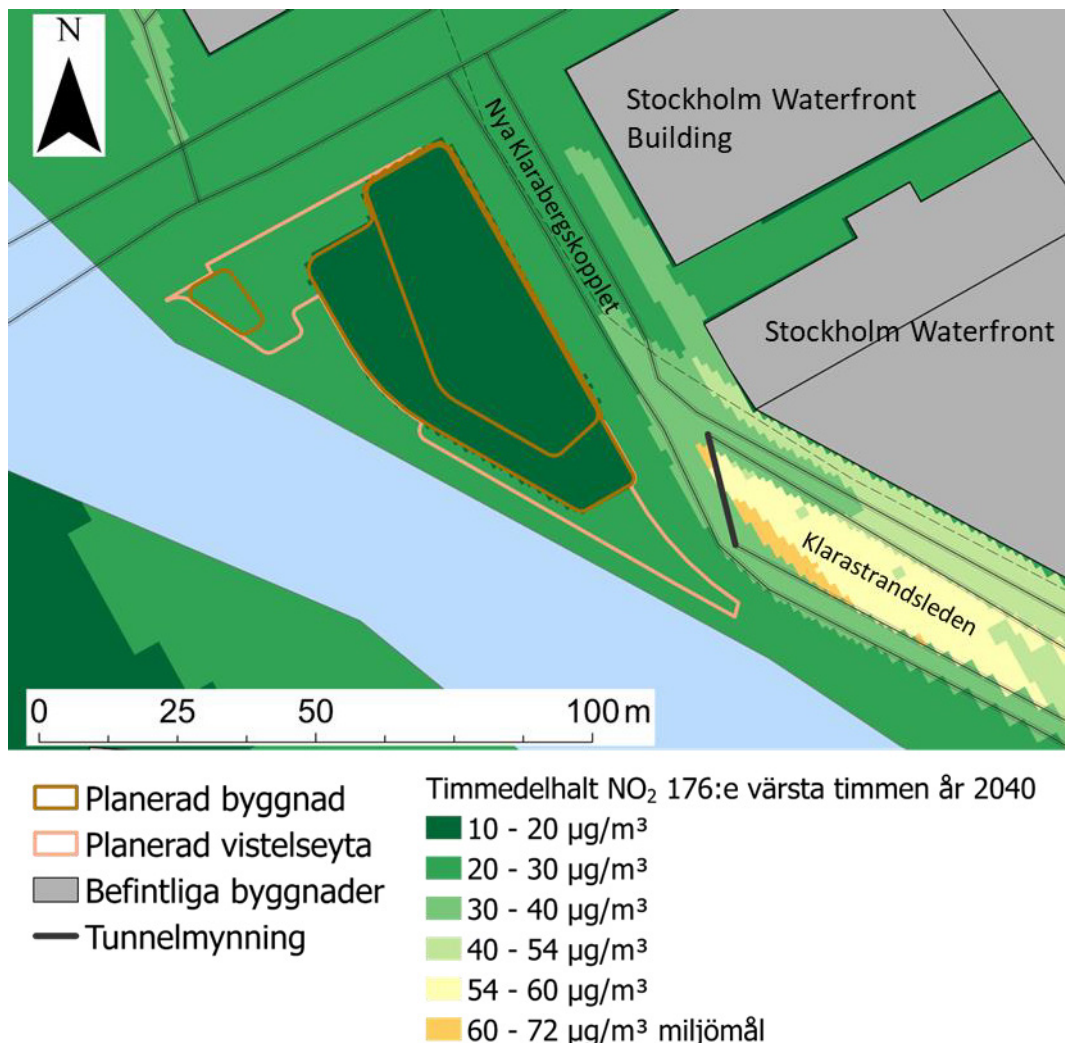 N
Stockholm Waterfront
Building
Nya Klarabergskopplet
Stockholm Waterfront
Klarastrandsleden
0 25 50 100 m
Planerad byggnad
Planerad vistelseyta
Befintliga byggnader
Tunnelmynning
Timmedelhalt NO₂ 176:e värsta timmen år 2040
10 - 20 µg/m³
20 - 30 µg/m³
30 - 40 µg/m³
40 - 54 µg/m³
54 - 60 µg/m³
60 - 72 µg/m³ miljömål